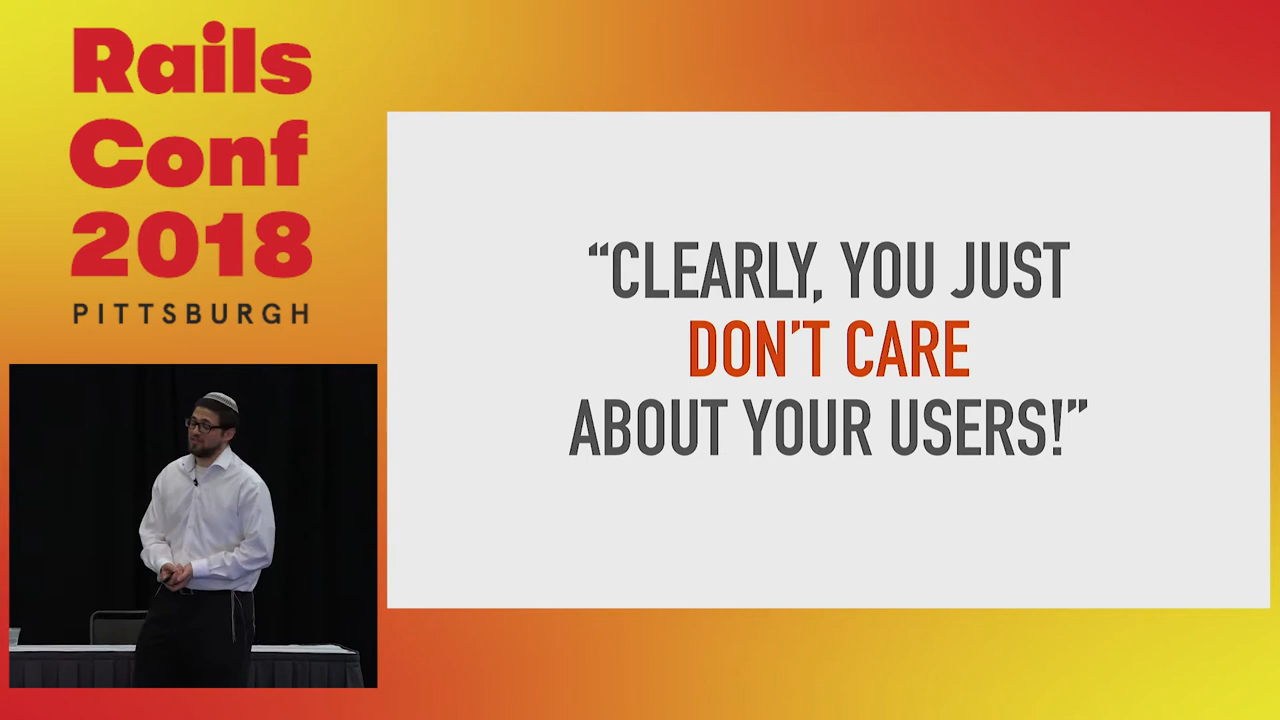 Rails
Conf
2018
PITTSBURGH
“CLEARLY, YOU JUST
DON’T CARE
ABOUT YOUR USERS!”